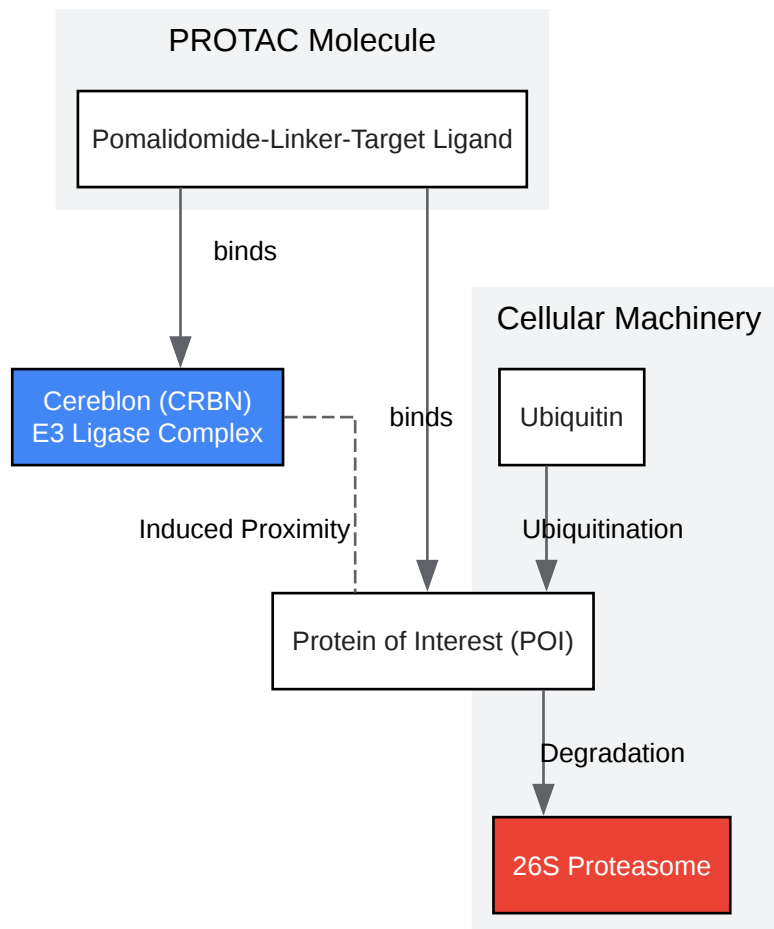 PROTAC Molecule
Pomalidomide-Linker-Target Ligand
binds
Cellular Machinery
Cereblon (CRBN)
E3 Ligase Complex
binds
Ubiquitin
Induced Proximity
Ubiquitination
Protein of Interest (POI)
Degradation
26S Proteasome